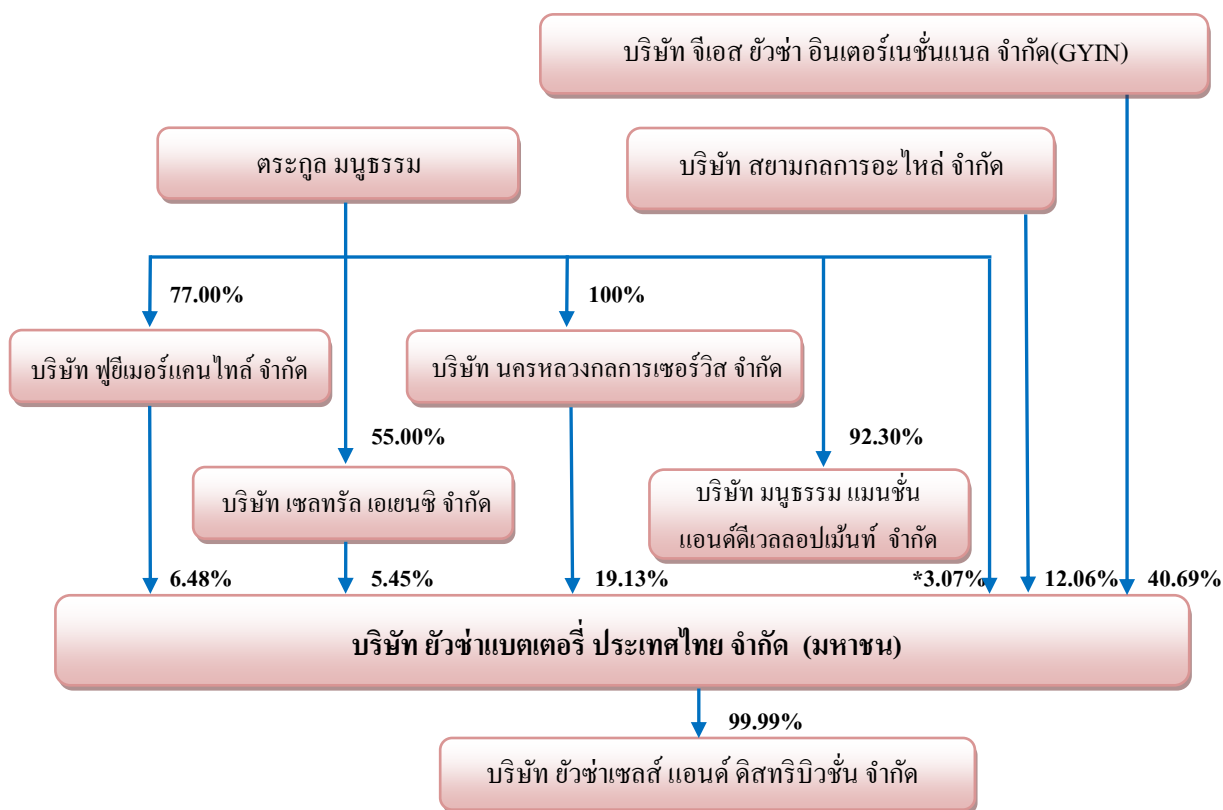 บริษัท จีเอส ยัวซ่า อินเตอร์เนชั่นแนล จำกัด(GYIN)
ตระกูล มนูธรรม
บริษัท สยามกลการอะไหล่ จำกัด
77.00%
100%
บริษัท ฟูยีเมอร์แคนไทล์ จำกัด
บริษัท นครหลวงกลการเซอร์วิส จำกัด
55.00%
92.30%
บริษัท เซลทรัล เอเยนซิ จำกัด
บริษัท มนูธรรม แมนชั่น
แอนด์ดีเวลลอปเม้นท์ จำกัด
6.48%
5.45%
19.13%
*3.07%
12.06%
40.69%
บริษัท ยัวซ่าแบตเตอรี่ ประเทศไทย จำกัด (มหาชน)
99.99%
บริษัท ยัวซ่าเซลส์ แอนด์ ดิสทริบิวชั่น จำกัด